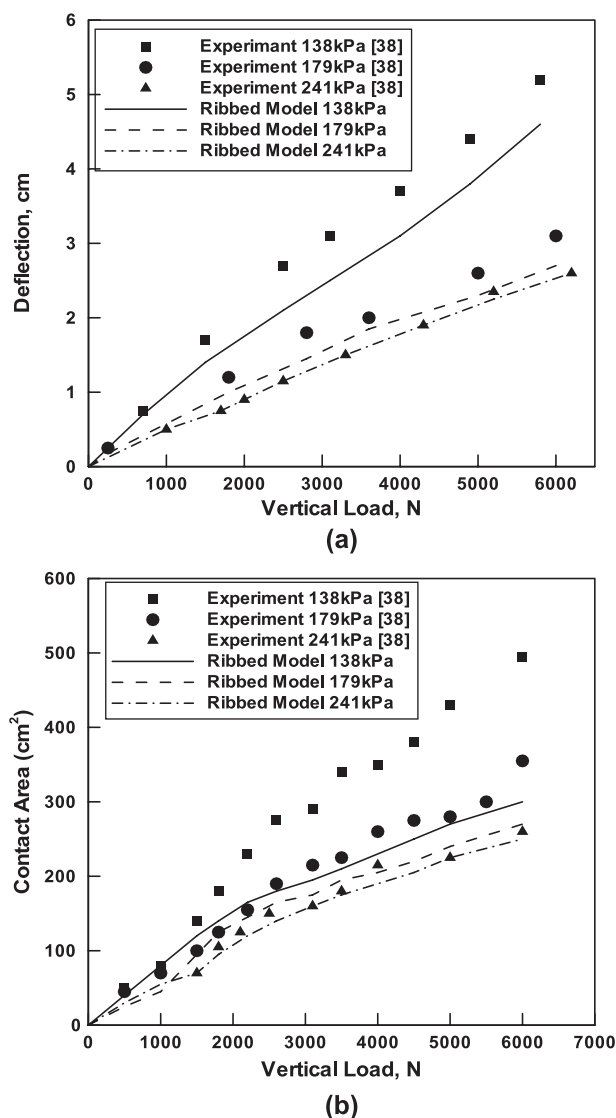 6
5
4
3
2
1
0
Deflection, cm
Experimant 138kPa [38]
Experiment 179kPa [38]
Experiment 241kPa [38]
Ribbed Model 138kPa
Ribbed Model 179kPa
Ribbed Model 241kPa
0 1000 2000 3000 4000 5000 6000
Vertical Load, N
(a)
600
500
400
300
200
100
0
Contact Area (cm²)
Experiment 138kPa [38]
Experiment 179kPa [38]
Experiment 241kPa [38]
Ribbed Model 138kPa
Ribbed Model 179kPa
Ribbed Model 241kPa
0 1000 2000 3000 4000 5000 6000 7000
Vertical Load, N
(b)